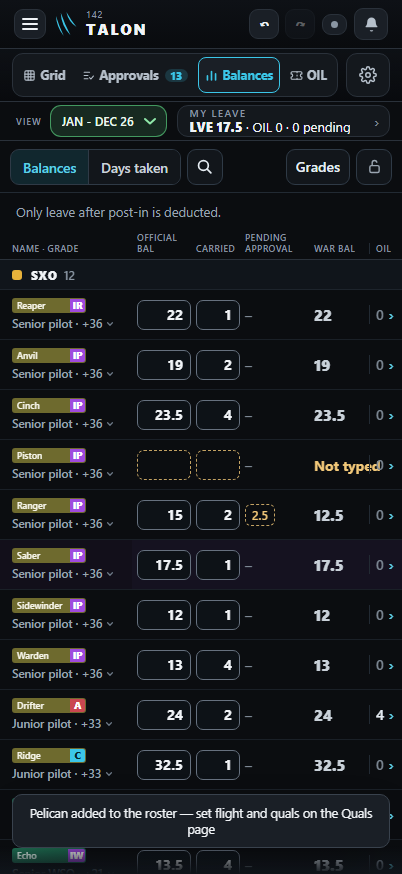 142
TALON
Grid
Approvals 13
Balances
OIL
VIEW
JAN - DEC 26
MY LEAVE
LVE 17.5 · OIL 0 · 0 pending ›
Balances
Days taken
Grades
Only leave after post-in is deducted.
NAME · GRADE OFFICIAL BAL CARRIED PENDING APPROVAL WAR BAL OIL
SXO 12
Reaper IR
Senior pilot · +36 22 1 – 22 0 ›
Anvil IP
Senior pilot · +36 19 2 – 19 0 ›
Cinch IP
Senior pilot · +36 23.5 4 – 23.5 0 ›
Piston IP
Senior pilot · +36 – Not typed 0 ›
Ranger IP
Senior pilot · +36 15 2 2.5 12.5 0 ›
Saber IP
Senior pilot · +36 17.5 1 – 17.5 0 ›
Sidewinder IP
Senior pilot · +36 12 1 – 12 0 ›
Warden IP
Senior pilot · +36 13 4 – 13 0 ›
Drifter A
Junior pilot · +33 24 2 – 24 4 ›
Ridge C
Junior pilot · +33 32.5 1 – 32.5 0 ›
Pelican added to the roster — set flight and quals on the Quals
page
Echo IW
13.5 4 – 13.5 0 ›